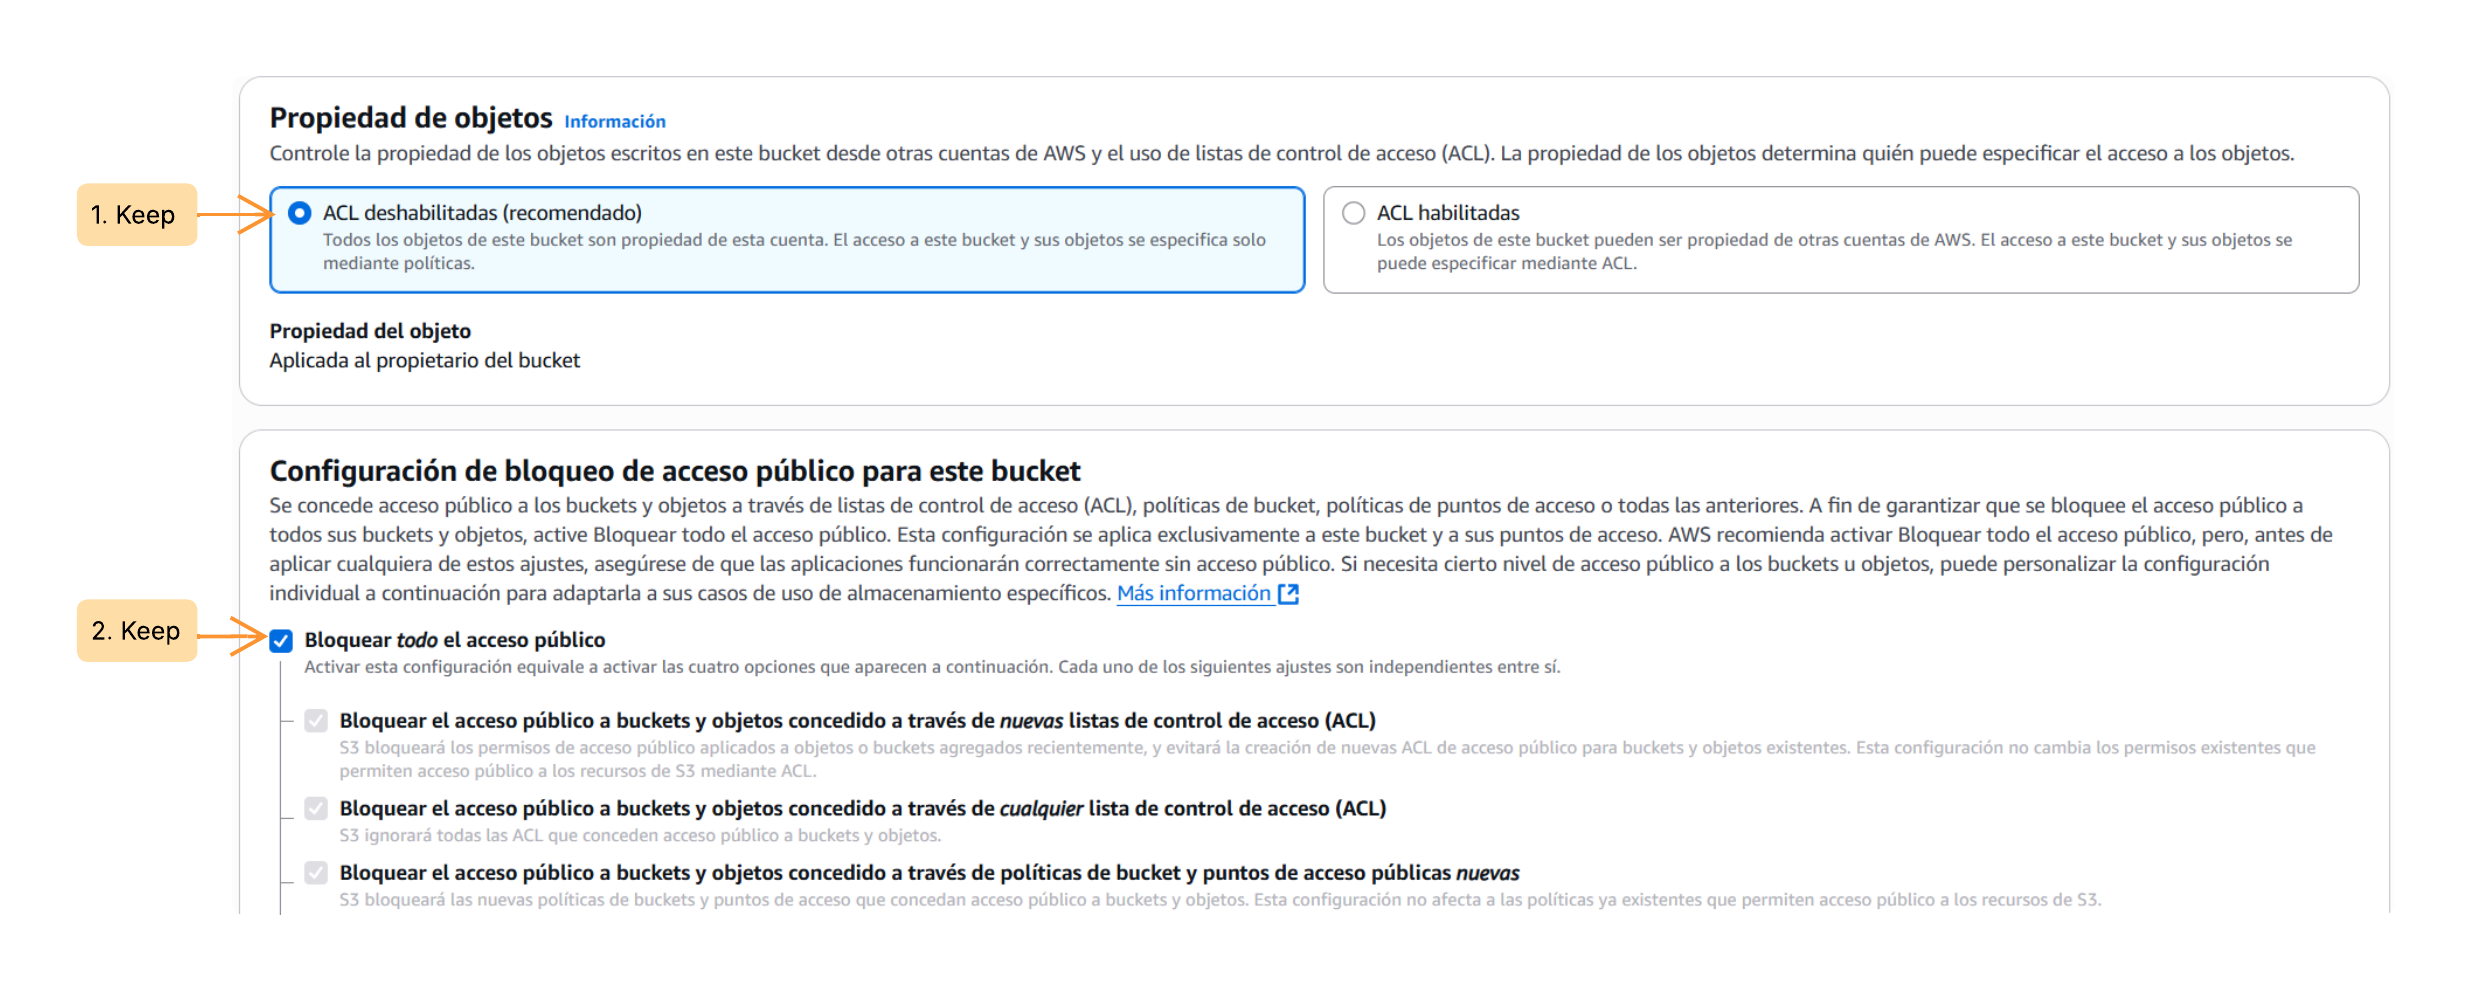 Propiedad de objetos Información
Controle la propiedad de los objetos escritos en este bucket desde otras cuentas de AWS y el uso de listas de control de acceso (ACL). La propiedad de los objetos determina quién puede especificar el acceso a los objetos.
1. Keep
ACL deshabilitadas (recomendado)
Todos los objetos de este bucket son propiedad de esta cuenta. El acceso a este bucket y sus objetos se especifica solo
mediante políticas.
ACL habilitadas
Los objetos de este bucket pueden ser propiedad de otras cuentas de AWS. El acceso a este bucket y sus objetos se
puede especificar mediante ACL.
Propiedad del objeto
Aplicada al propietario del bucket
Configuración de bloqueo de acceso público para este bucket
Se concede acceso público a los buckets y objetos a través de listas de control de acceso (ACL), políticas de bucket, políticas de puntos de acceso o todas las anteriores. A fin de garantizar que se bloquee el acceso público a
todos sus buckets y objetos, active Bloquear todo el acceso público. Esta configuración se aplica exclusivamente a este bucket y a sus puntos de acceso. AWS recomienda activar Bloquear todo el acceso público, pero, antes de
aplicar cualquiera de estos ajustes, asegúrese de que las aplicaciones funcionarán correctamente sin acceso público. Si necesita cierto nivel de acceso público a los buckets u objetos, puede personalizar la configuración
individual a continuación para adaptarla a sus casos de uso de almacenamiento específicos. Más información
2. Keep
Bloquear todo el acceso público
Activar esta configuración equivale a activar las cuatro opciones que aparecen a continuación. Cada uno de los siguientes ajustes son independientes entre sí.
Bloquear el acceso público a buckets y objetos concedido a través de nuevas listas de control de acceso (ACL)
S3 bloqueará los permisos de acceso público aplicados a objetos o buckets agregados recientemente, y evitará la creación de nuevas ACL de acceso público para buckets y objetos existentes. Esta configuración no cambia los permisos existentes que
permiten acceso público a los recursos de S3 mediante ACL.
Bloquear el acceso público a buckets y objetos concedido a través de cualquier lista de control de acceso (ACL)
S3 ignorará todas las ACL que conceden acceso público a buckets y objetos.
Bloquear el acceso público a buckets y objetos concedido a través de políticas de bucket y puntos de acceso públicas nuevas
S3 bloqueará las nuevas políticas de buckets y puntos de acceso que concedan acceso público a buckets y objetos. Esta configuración no afecta a las políticas ya existentes que permiten acceso público a los recursos de S3.